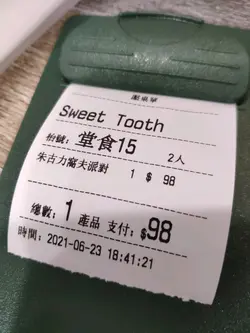 Sweet Tooth
枱號: 堂食15 2人
朱古力窩夫派對 1 $ 98
總數: 1 產品 支付: $98
時間: 2021-06-23 18:41:21